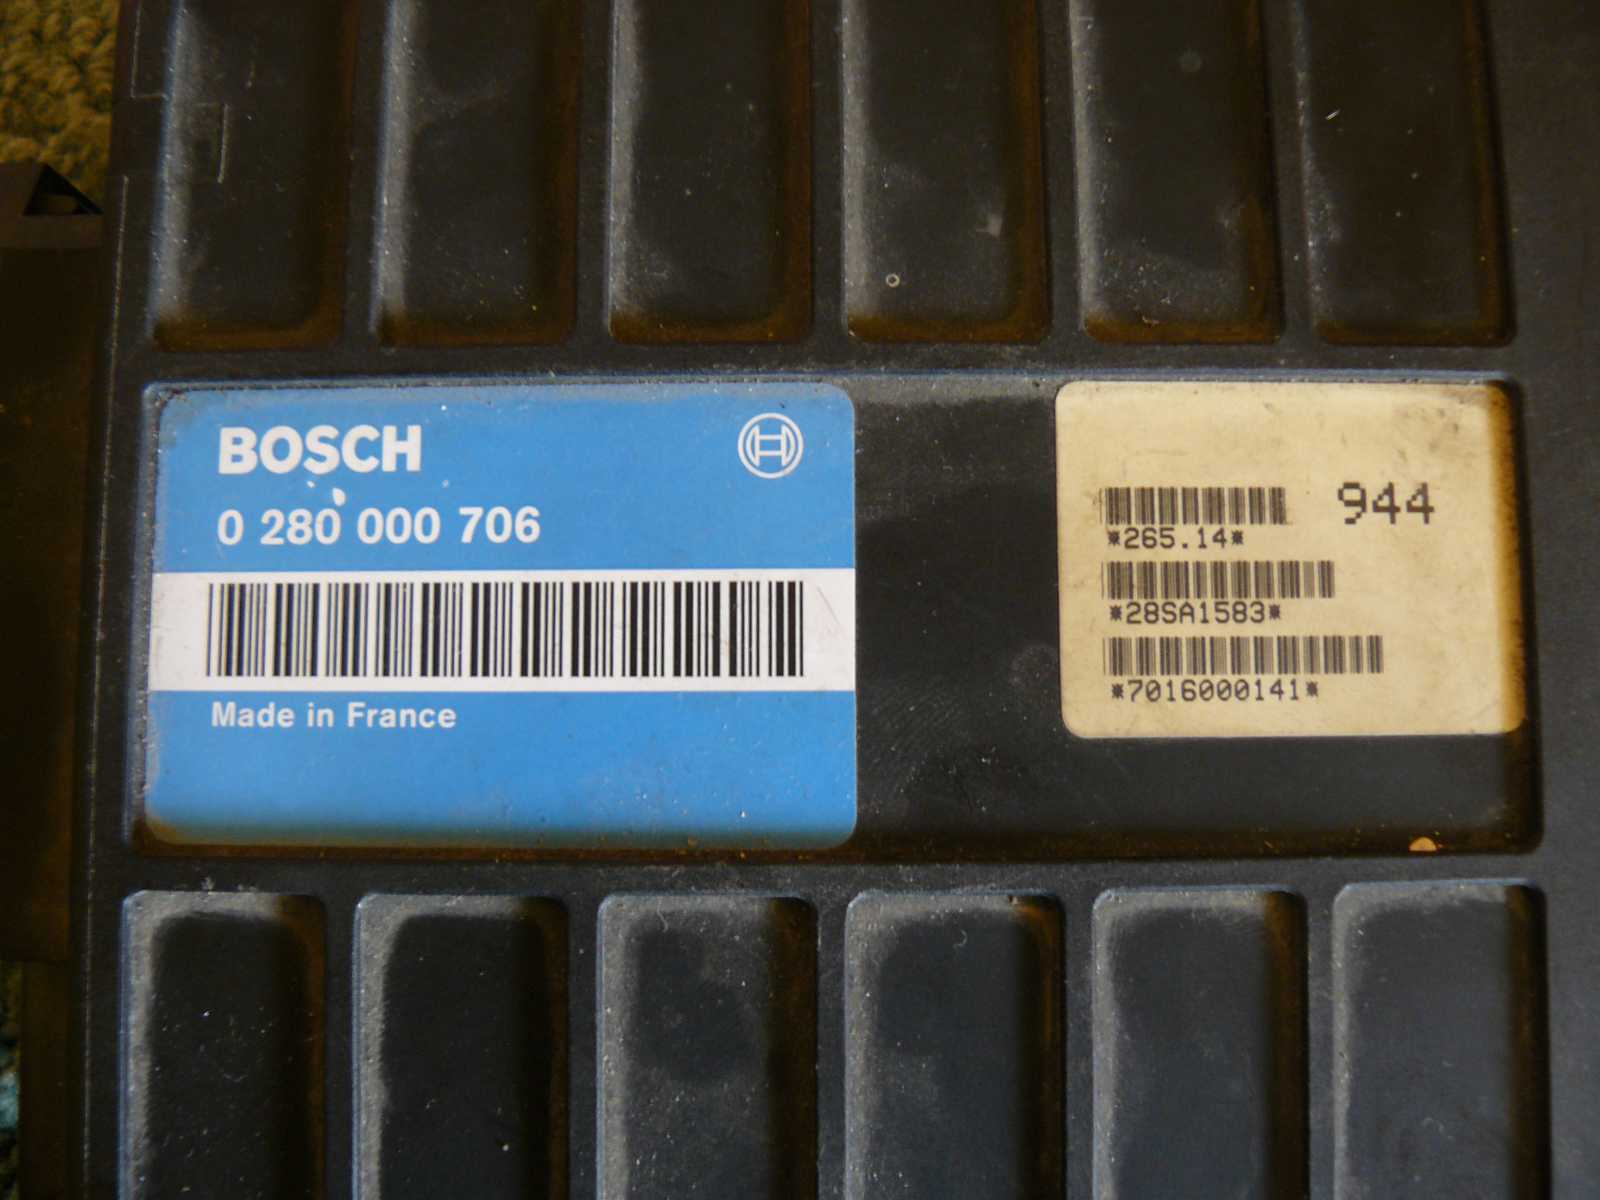 BOSCH
0 280 000 706
Made in France
944
*265.14*
*28SA1583*
*7016000141*